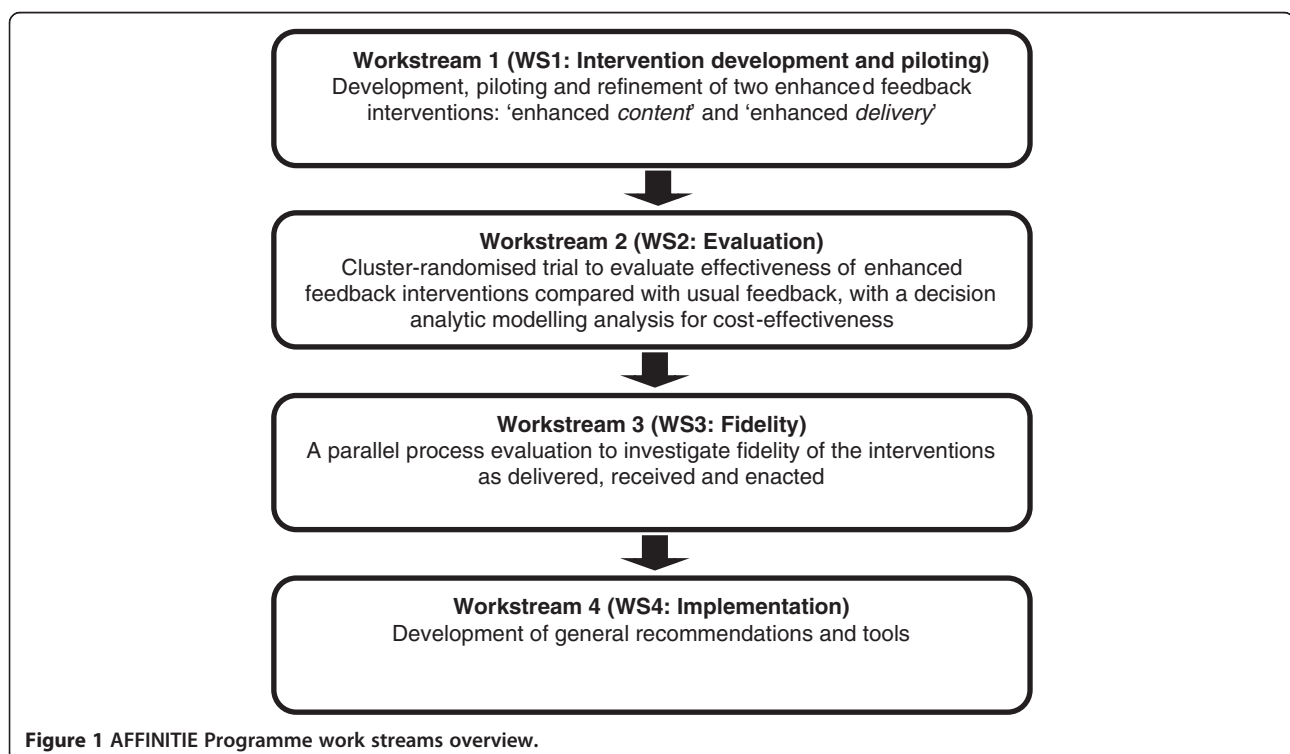 Workstream 1 (WS1: Intervention development and piloting)
Development, piloting and refinement of two enhanced feedback
interventions: ‘enhanced content’ and ‘enhanced delivery’
Workstream 2 (WS2: Evaluation)
Cluster-randomised trial to evaluate effectiveness of enhanced
feedback interventions compared with usual feedback, with a decision
analytic modelling analysis for cost-effectiveness
Workstream 3 (WS3: Fidelity)
A parallel process evaluation to investigate fidelity of the interventions
as delivered, received and enacted
Workstream 4 (WS4: Implementation)
Development of general recommendations and tools
Figure 1 AFFINITIE Programme work streams overview.